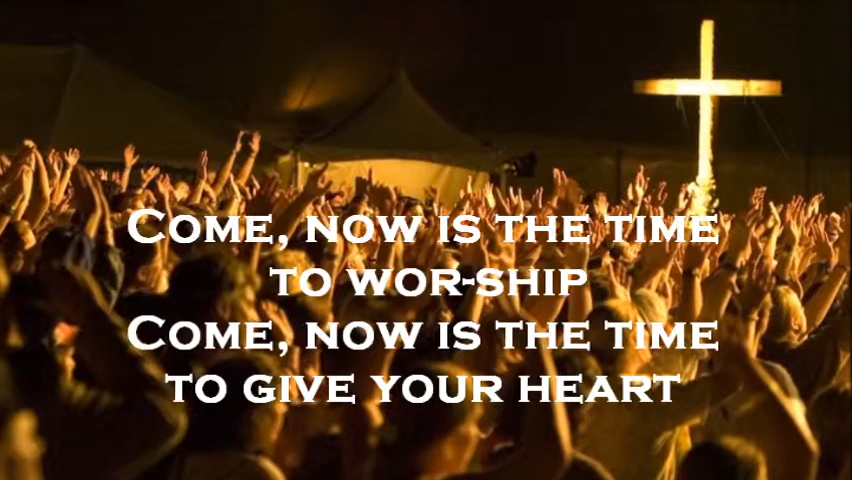 Come, now is the time
to wor-ship
Come, now is the time
to give your heart